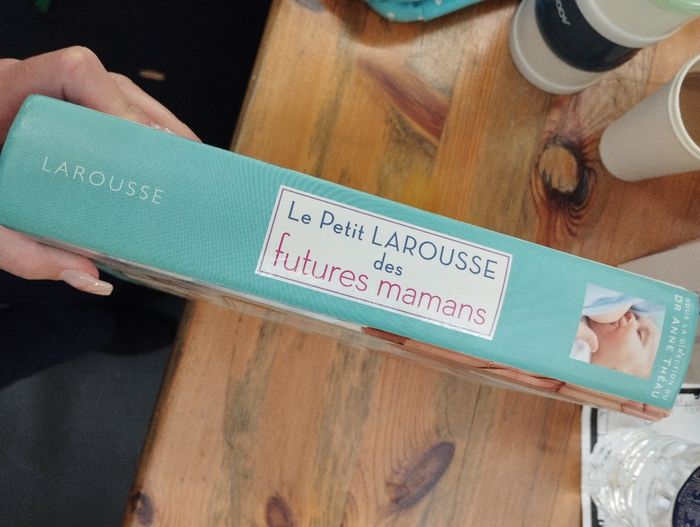 LAROUSSE
Le Petit LAROUSSE
des
futures mamans
SOUS LA DIRECTION DU
DR ANNE THÉAU